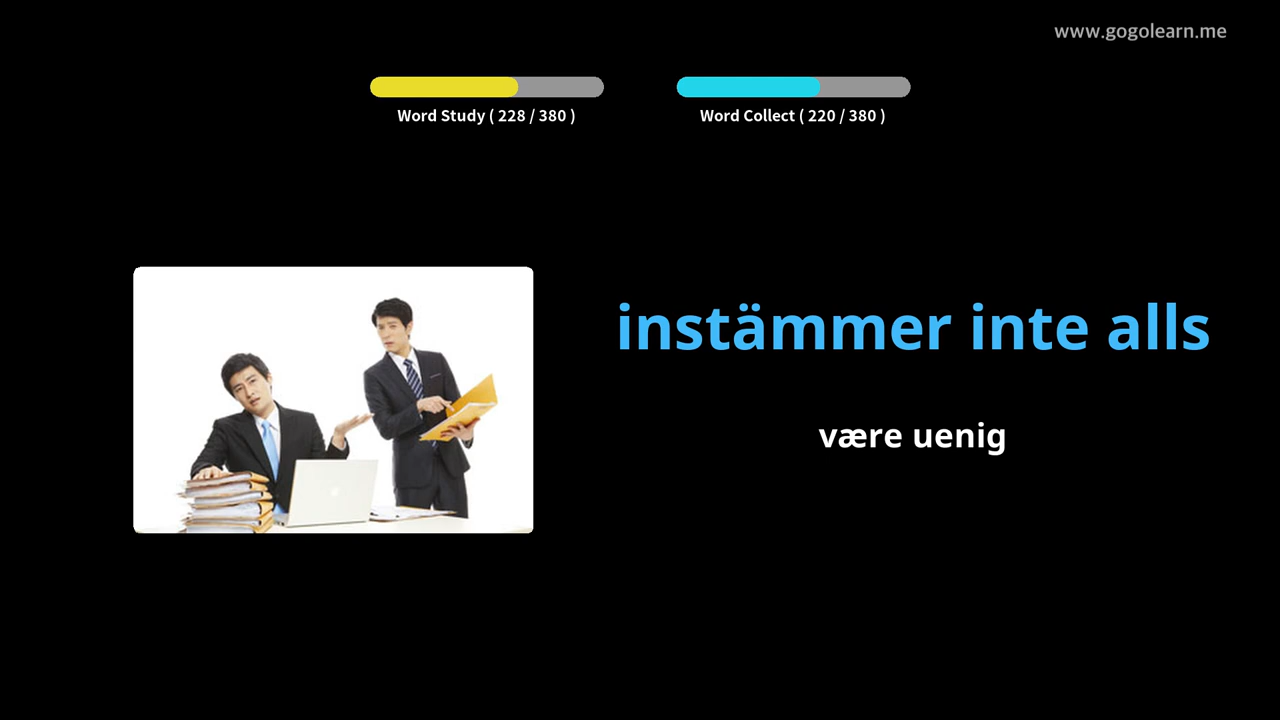 www.gogolearn.me
Word Study ( 228 / 380 )
Word Collect ( 220 / 380 )
instämmer inte alls
være uenig